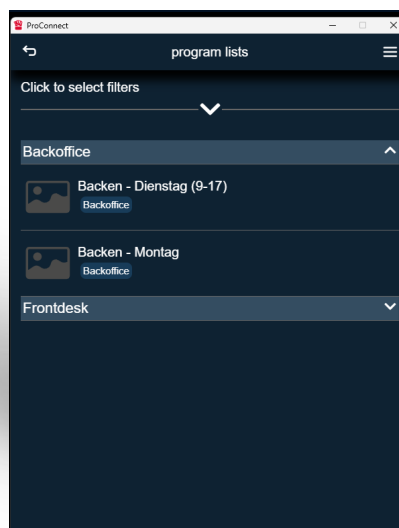 ProConnect
program lists
Click to select filters
Backoffice
Backen - Dienstag (9-17)
Backoffice
Backen - Montag
Backoffice
Frontdesk